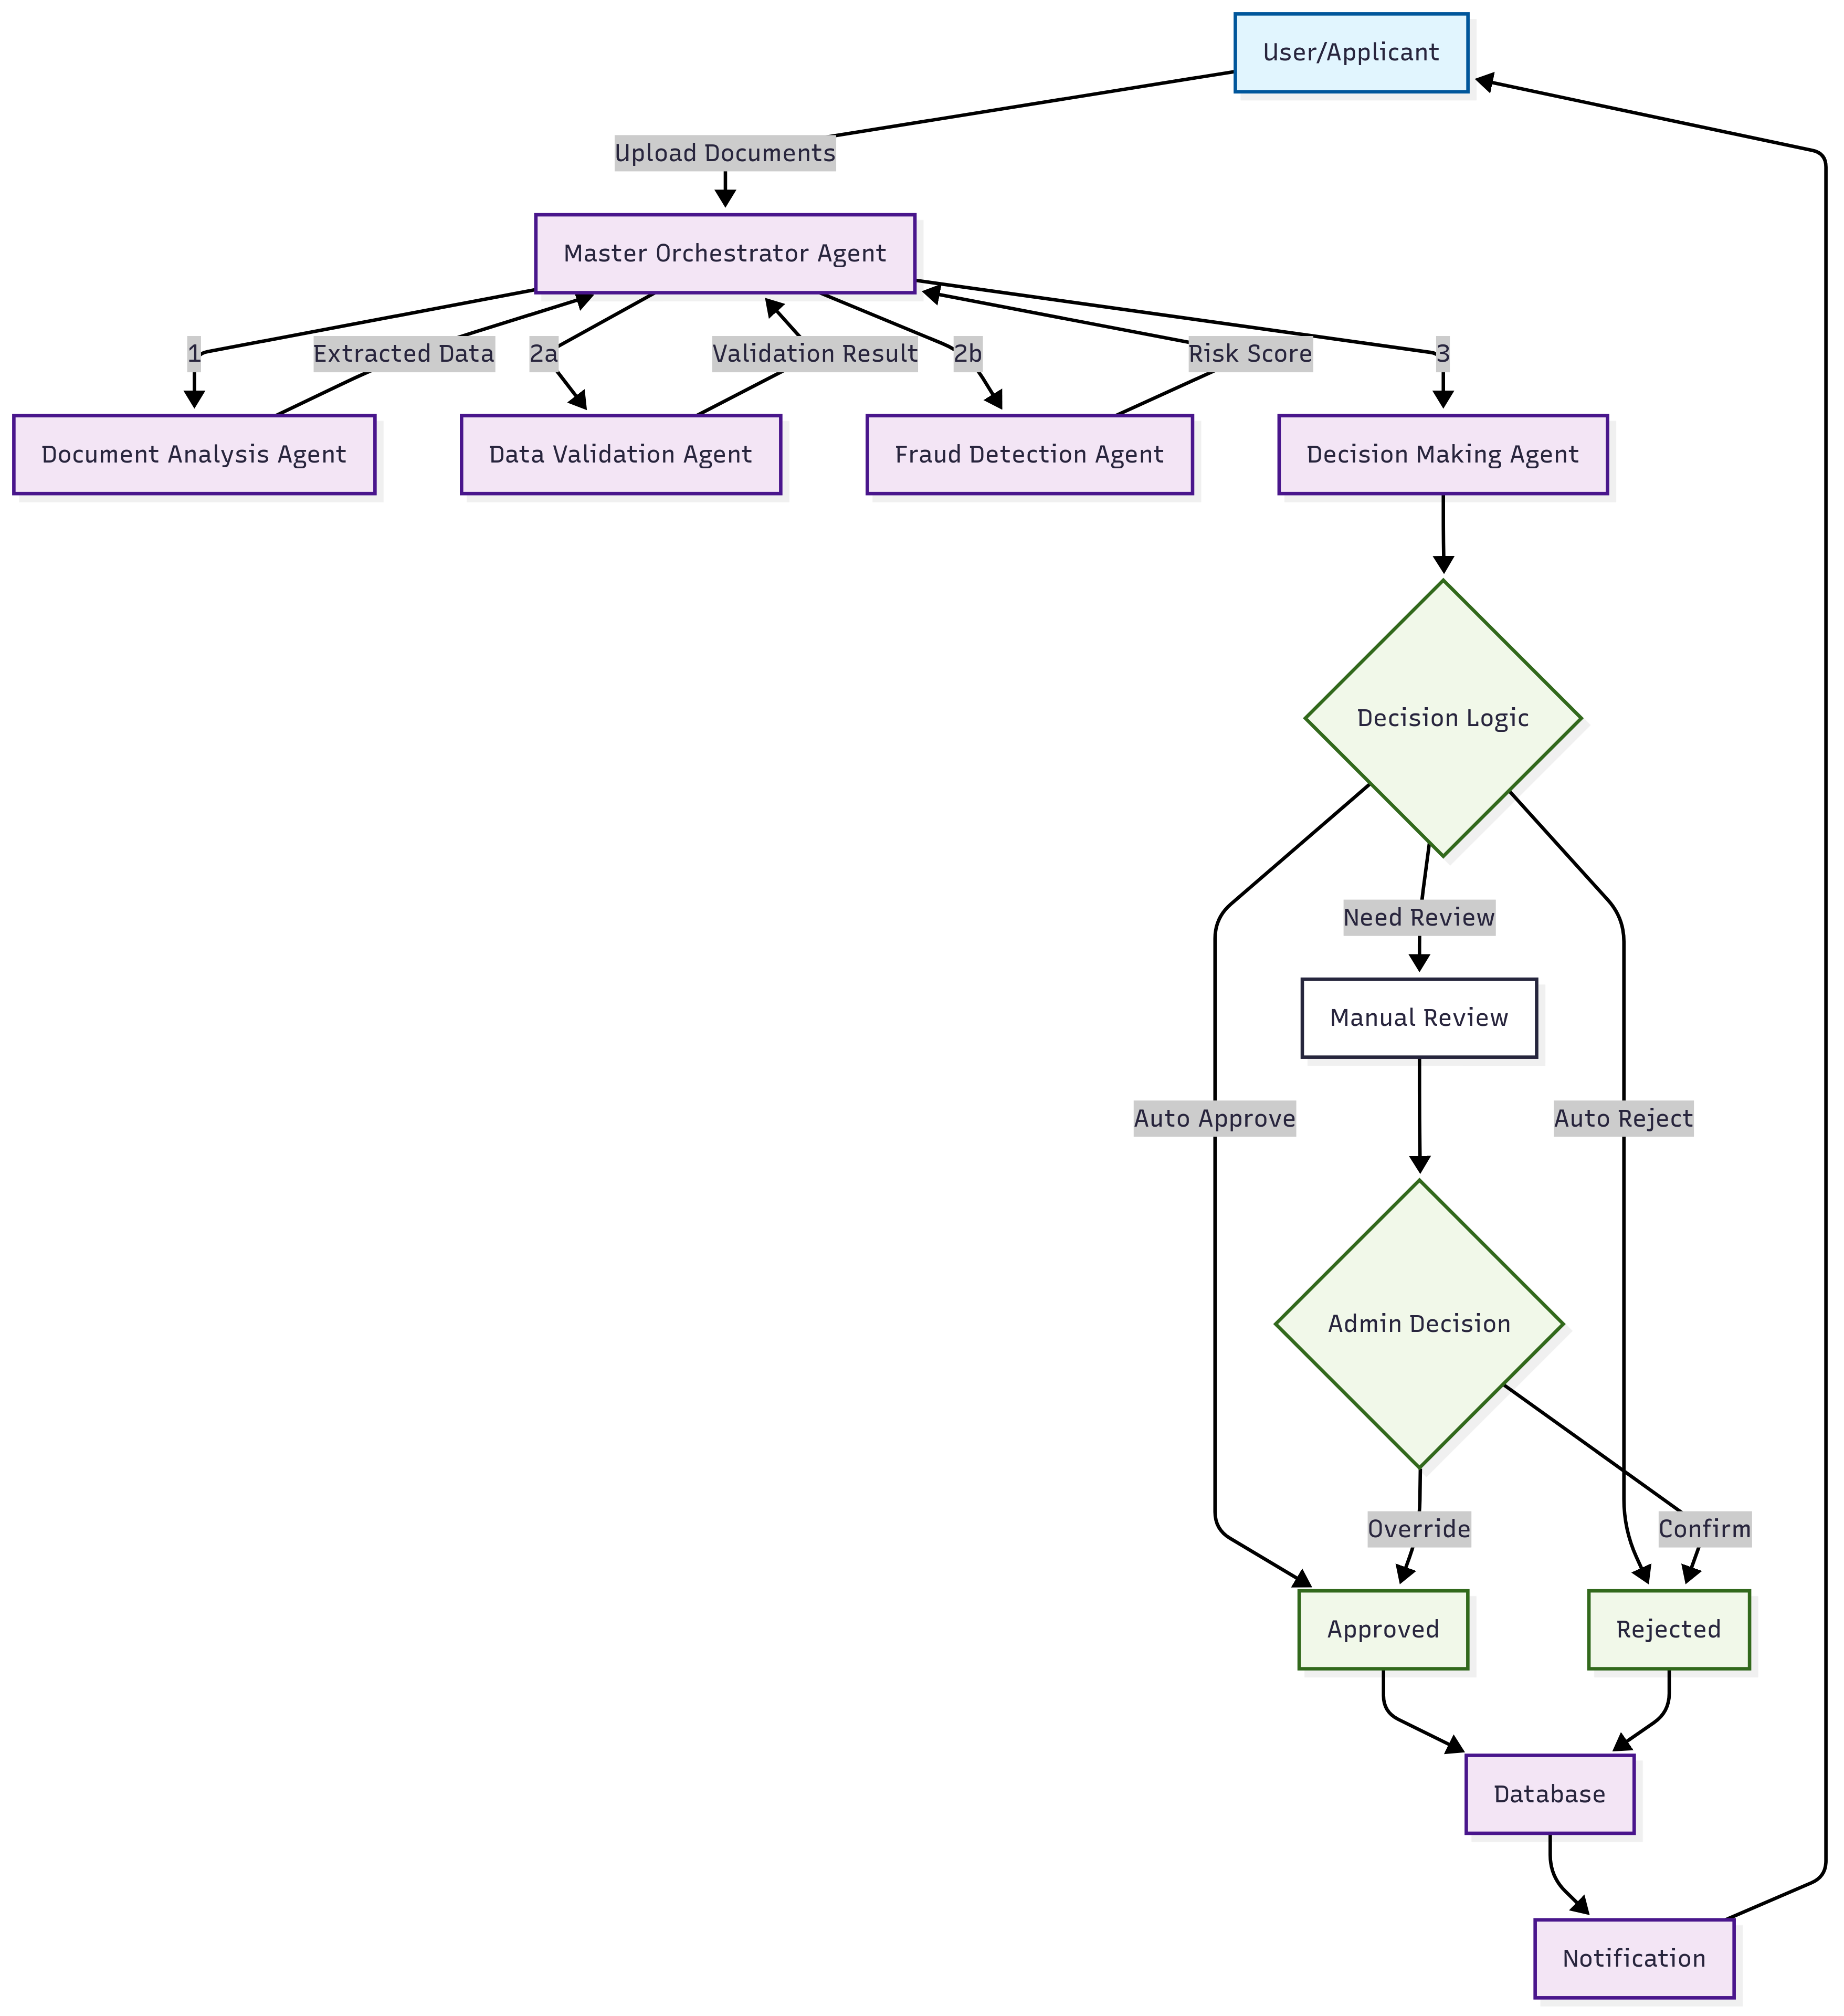 User/Applicant
Upload Documents
Master Orchestrator Agent
1
Extracted Data
2a
Validation Result
2b
Risk Score
3
Document Analysis Agent
Data Validation Agent
Fraud Detection Agent
Decision Making Agent
Decision Logic
Need Review
Manual Review
Auto Approve
Auto Reject
Admin Decision
Override
Confirm
Approved
Rejected
Database
Notification